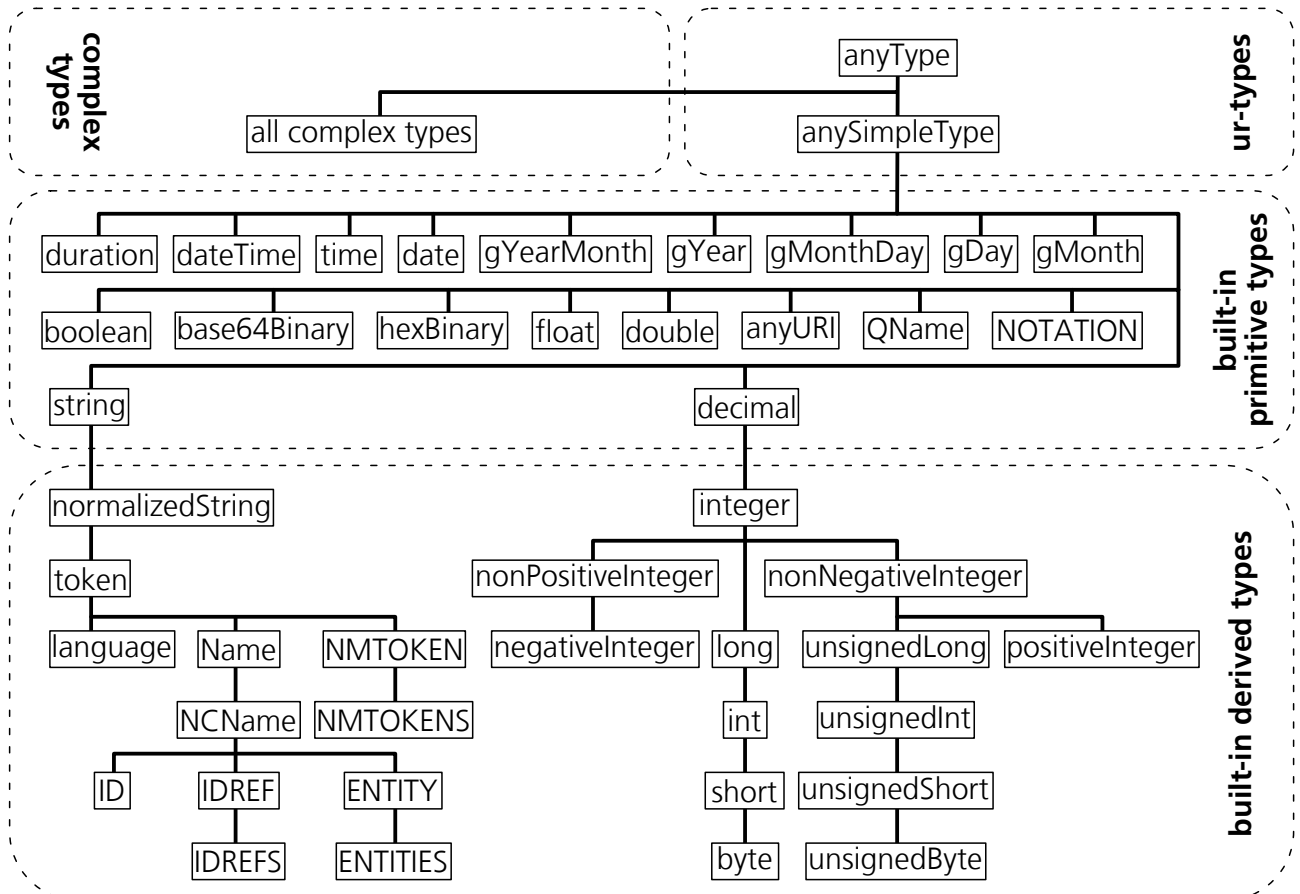 complex
types
anyType
ur-types
all complex types
anySimpleType
duration
dateTime
time
date
gYearMonth
gYear
gMonthDay
gDay
gMonth
boolean
base64Binary
hexBinary
float
double
anyURI
QName
NOTATION
built-in
primitive types
string
decimal
normalizedString
integer
token
nonPositiveInteger
nonNegativeInteger
language
Name
NMTOKEN
negativeInteger
long
unsignedLong
positiveInteger
NCName
NMTOKENS
int
unsignedInt
ID
IDREF
ENTITY
short
unsignedShort
IDREFS
ENTITIES
byte
unsignedByte
built-in derived types